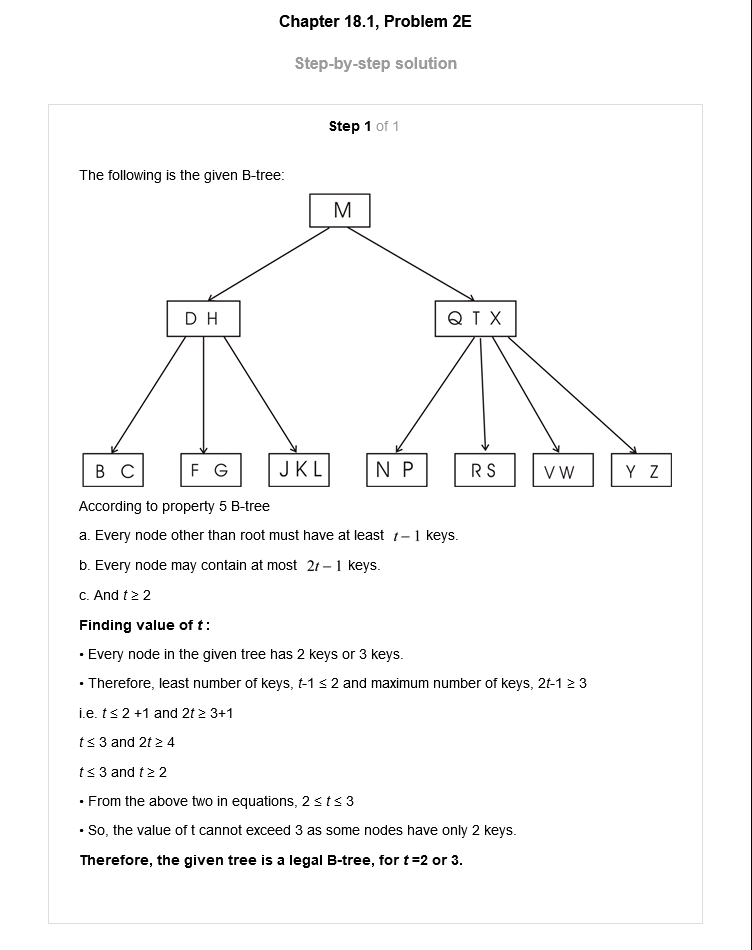 Chapter 18.1, Problem 2E
Step-by-step solution
Step 1 of 1
The following is the given B-tree:
M
D H
Q T X
B C
F G
J K L
N P
R S
V W
Y Z
According to property 5 B-tree
a. Every node other than root must have at least t – 1 keys.
b. Every node may contain at most 2t – 1 keys.
c. And t ≥ 2
Finding value of t :
• Every node in the given tree has 2 keys or 3 keys.
• Therefore, least number of keys, t-1 ≤ 2 and maximum number of keys, 2t-1 ≥ 3
i.e. t ≤ 2 +1 and 2t ≥ 3+1
t ≤ 3 and 2t ≥ 4
t ≤ 3 and t ≥ 2
• From the above two in equations, 2 ≤ t ≤ 3
• So, the value of t cannot exceed 3 as some nodes have only 2 keys.
Therefore, the given tree is a legal B-tree, for t =2 or 3.